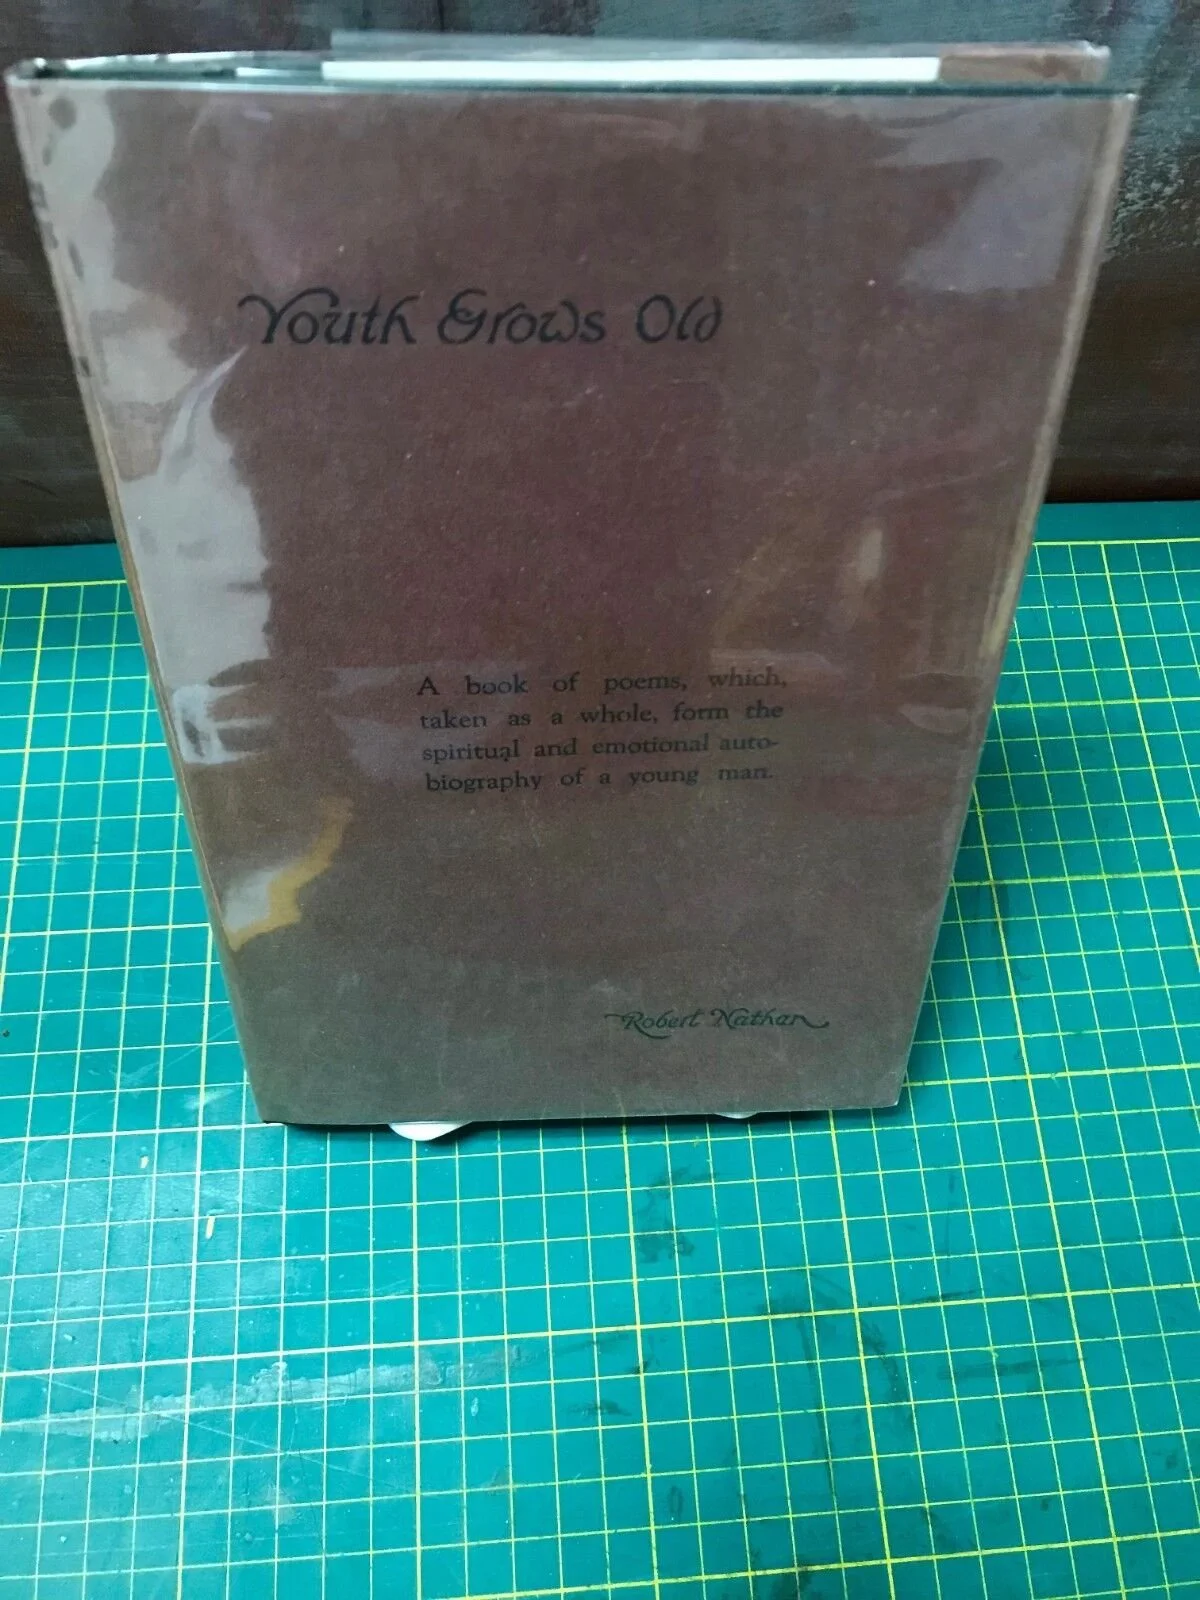 Youth Grows Old
A book of poems, which,
taken as a whole, form the
spiritual and emotional auto-
biography of a young man.
Robert Nathan